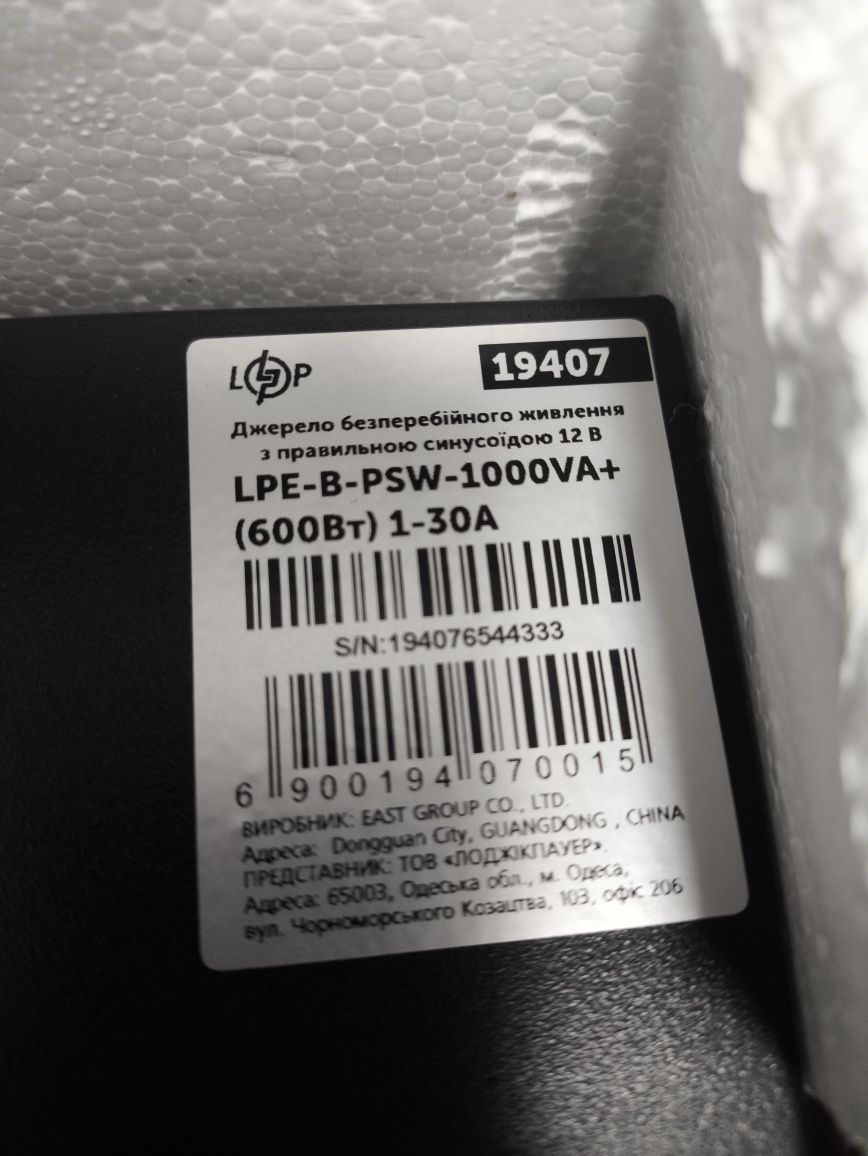 LP
19407
Джерело безперебійного живлення
з правильною синусоїдою 12 В
LPE-B-PSW-1000VA+
(600Вт) 1-30А
S/N:194076544333
6 900194 070015
ВИРОБНИК: EAST GROUP CO., LTD.
Адреса: Dongguan City, GUANGDONG , CHINA
ПРЕДСТАВНИК: ТОВ «ЛОДЖІКПАУЕР».
Адреса: 65003, Одеська обл., м. Одеса,
вул. Чорноморського Козацтва, 103, офіс 206